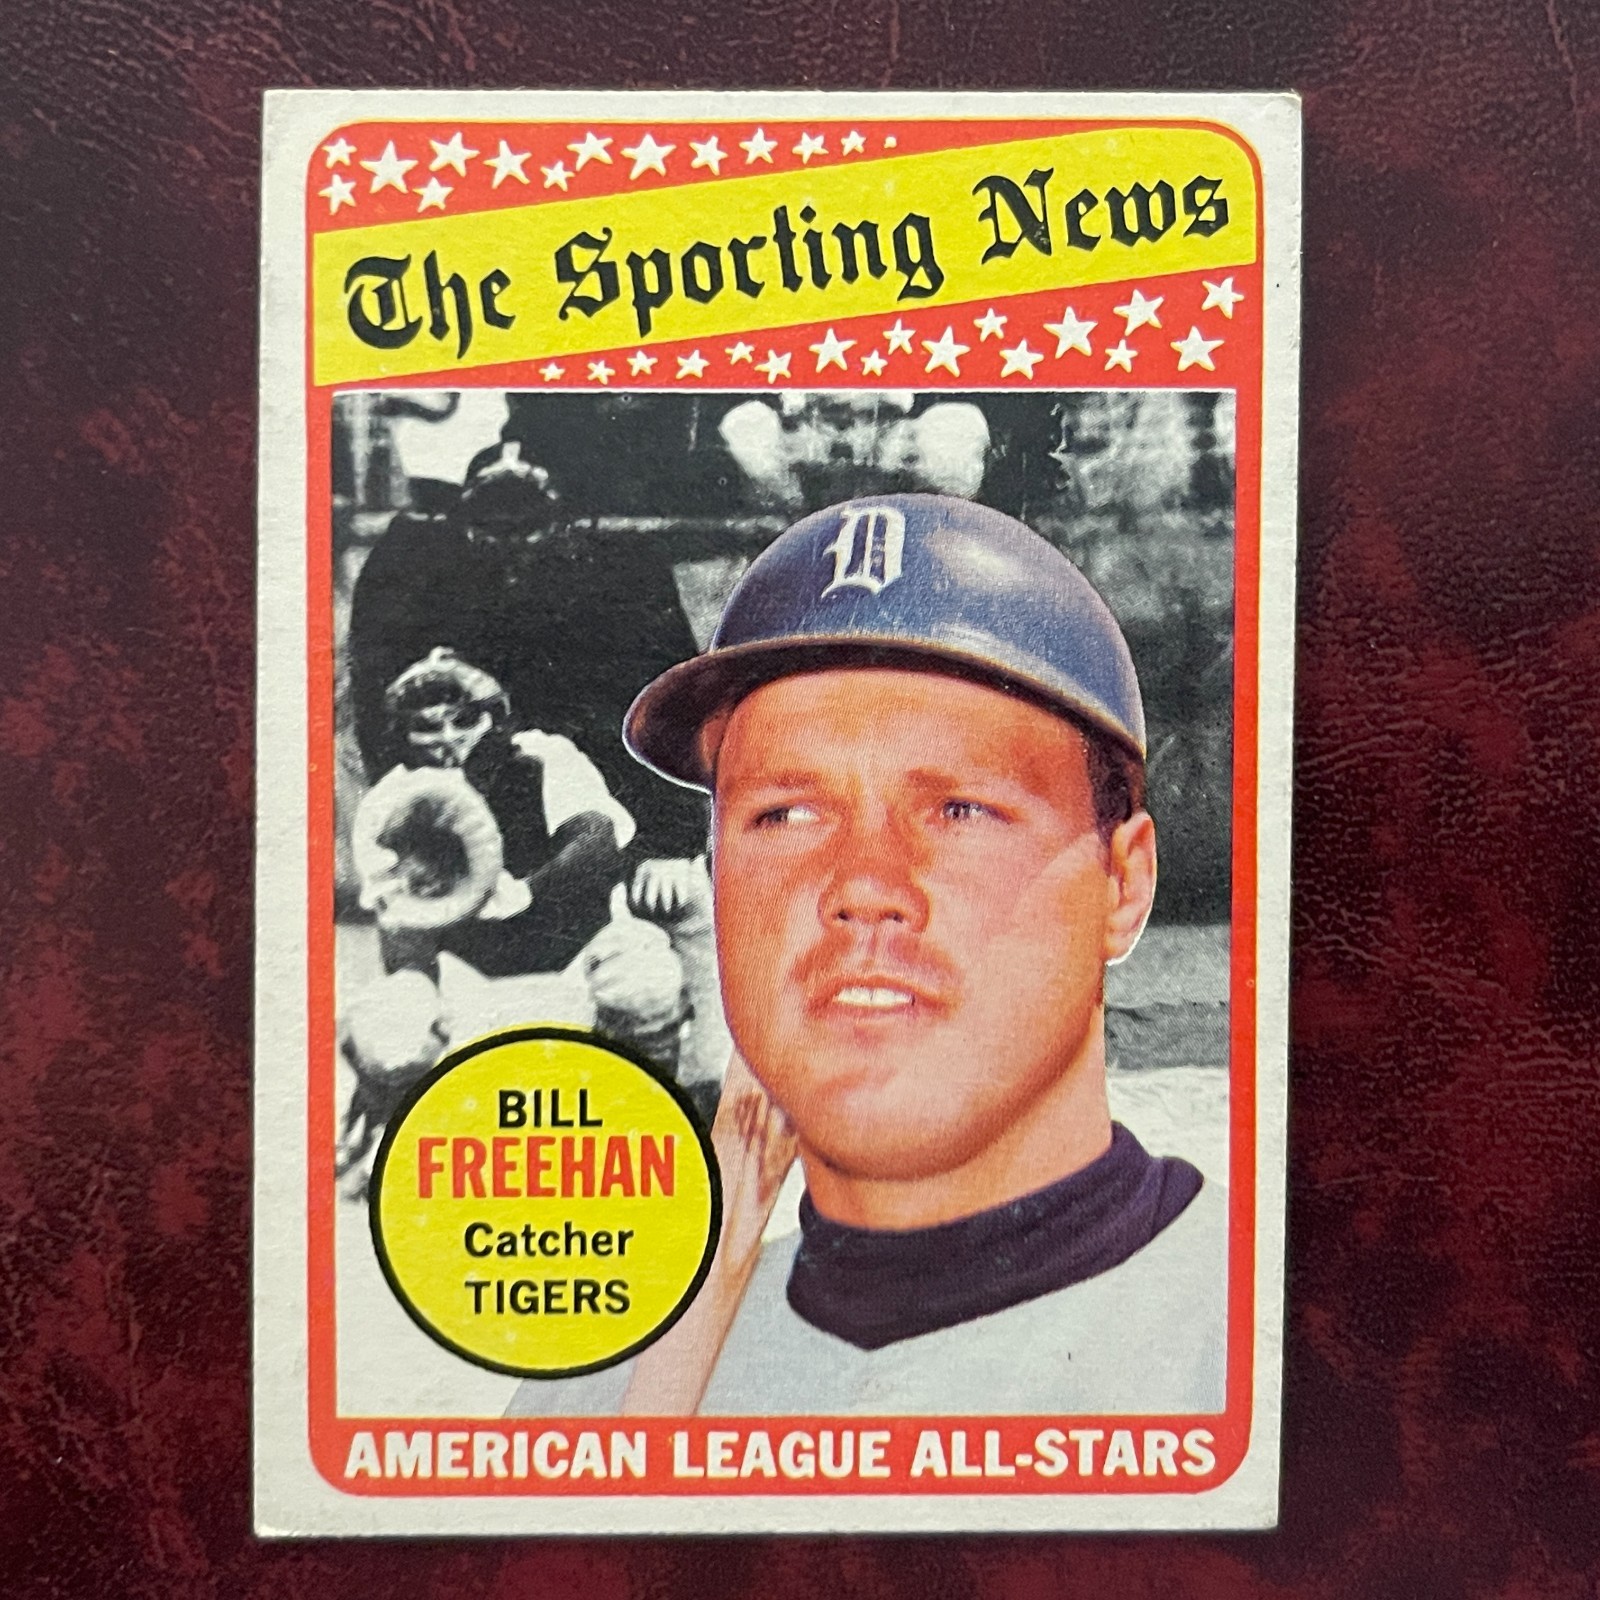 The Sporting News
D
BILL
FREEHAN
Catcher
TIGERS
AMERICAN LEAGUE ALL-STARS